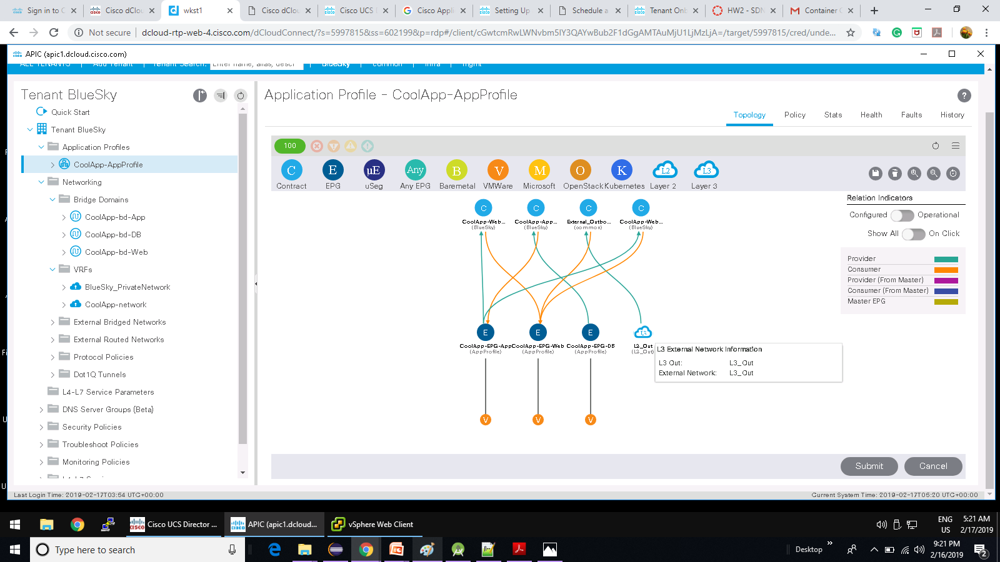 Sign in to C
Cisco dClou
wkst1
Cisco dClou
Cisco UCS
Cisco Appli
Setting Up
Schedule a
Tenant Onb
HW2 - SDN
Container C
Not secure
dcloud-rtp-web-4.cisco.com/dCloudConnect/?s=5997815&ss=602199&p=rdp#/client/cGwtcmRwLWNvbm5lY3QAYwBub2F1dGgAMTAuMjU1LjMzLjA=/target/5997815/cred/unde...
APIC (apic1.dcloud.cisco.com)
ALL TENANTS | Add Tenant | Tenant Search: Enter name, alias, descr | BlueSky | common | infra | mgmt
Tenant BlueSky
Quick Start
Tenant BlueSky
Application Profiles
CoolApp-AppProfile
Networking
Bridge Domains
CoolApp-bd-App
CoolApp-bd-DB
CoolApp-bd-Web
VRFs
BlueSky_PrivateNetwork
CoolApp-network
External Bridged Networks
External Routed Networks
Protocol Policies
Dot1Q Tunnels
L4-L7 Service Parameters
DNS Server Groups (Beta)
Security Policies
Troubleshoot Policies
Monitoring Policies
Application Profile - CoolApp-AppProfile
?
Topology Policy Stats Health Faults History
100
C E µE Any B V M O K L2 L3
Contract EPG uSeg Any EPG Baremetal VMWare Microsoft OpenStack Kubernetes Layer 2 Layer 3
Relation Indicators
Configured Operational
Show All On Click
Provider
Consumer
Provider (From Master)
Consumer (From Master)
Master EPG
C C C C
CoolApp-Web... CoolApp-App... External_Outbo... CoolApp-Web...
(BlueSky) (BlueSky) (common) (BlueSky)
E E E L3
CoolApp-EPG-App CoolApp-EPG-Web CoolApp-EPG-DB L3_Out
(AppProfile) (AppProfile) (AppProfile) (L3_Out)
L3 External Network Information
L3 Out: L3_Out
External Network: L3_Out
V V V
Submit Cancel
Last Login Time: 2019-02-17T03:54 UTC+00:00
Current System Time: 2019-02-17T05:20 UTC+00:00
Cisco UCS Director ...
APIC (apic1.dcloud...
vSphere Web Client
ENG
US
5:21 AM
2/17/2019
Type here to search
Desktop
9:21 PM
2/16/2019
2